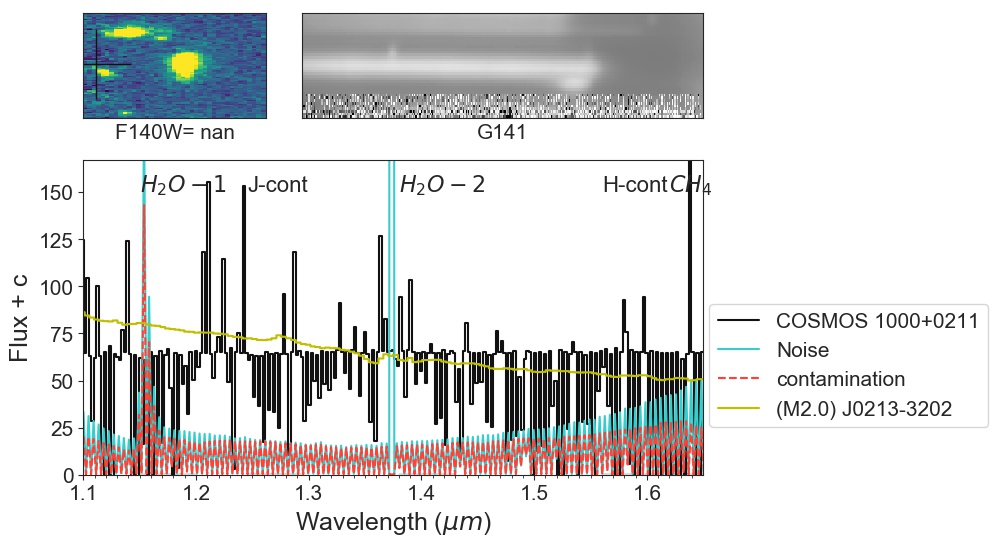 F140W= nan
G141
H₂O − 1 J-cont H₂O − 2 H-cont CH₄
150
125
100
75
50
25
0
Flux + c
1.1 1.2 1.3 1.4 1.5 1.6
Wavelength (μm)
COSMOS 1000+0211
Noise
contamination
(M2.0) J0213-3202